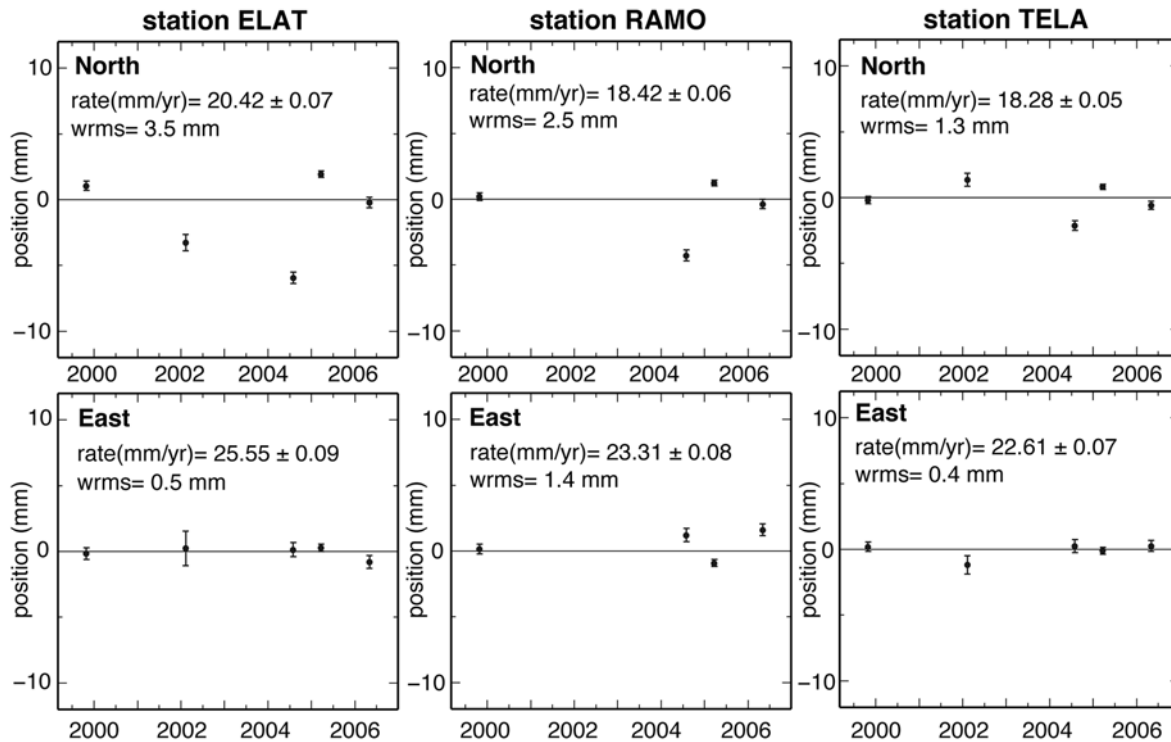 station ELAT
station RAMO
station TELA
North
rate(mm/yr)= 20.42 ± 0.07
wrms= 3.5 mm
10
0
−10
position (mm)
2000 2002 2004 2006
North
rate(mm/yr)= 18.42 ± 0.06
wrms= 2.5 mm
10
0
−10
position (mm)
2000 2002 2004 2006
North
rate(mm/yr)= 18.28 ± 0.05
wrms= 1.3 mm
10
0
−10
position (mm)
2000 2002 2004 2006
East
rate(mm/yr)= 25.55 ± 0.09
wrms= 0.5 mm
10
0
−10
position (mm)
2000 2002 2004 2006
East
rate(mm/yr)= 23.31 ± 0.08
wrms= 1.4 mm
10
0
−10
position (mm)
2000 2002 2004 2006
East
rate(mm/yr)= 22.61 ± 0.07
wrms= 0.4 mm
10
0
−10
position (mm)
2000 2002 2004 2006